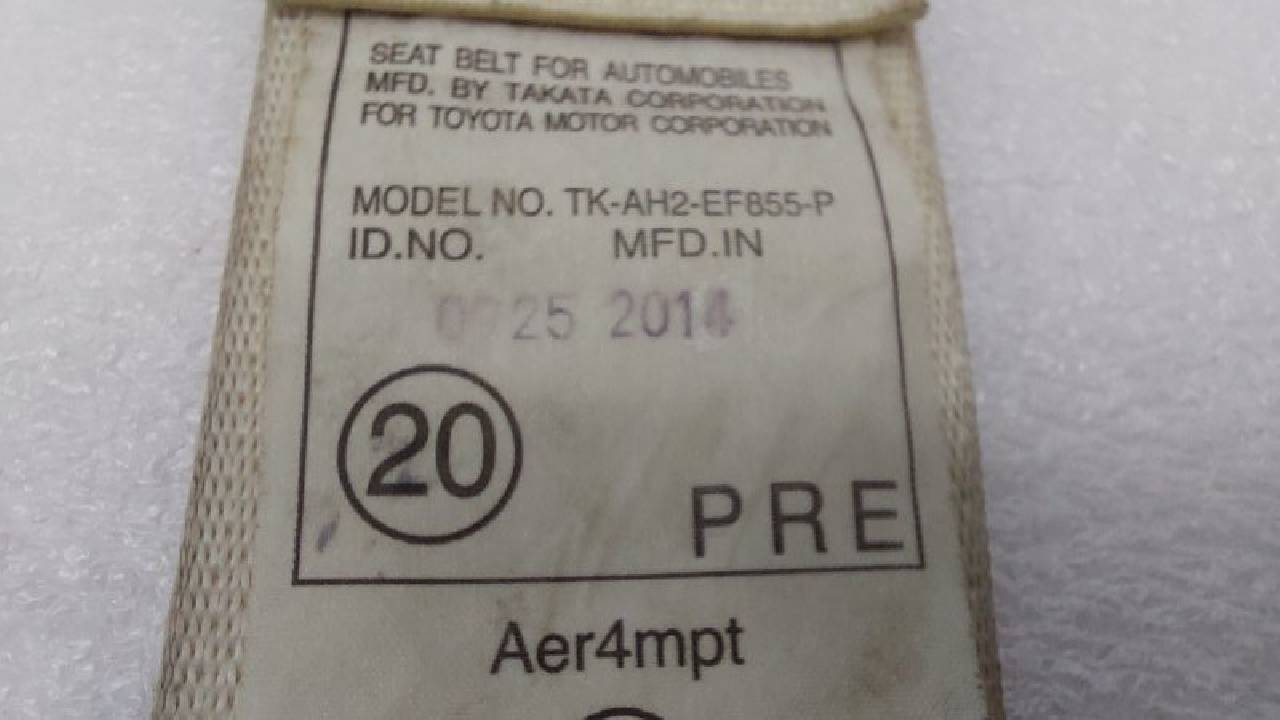 SEAT BELT FOR AUTOMOBILES
MFD. BY TAKATA CORPORATION
FOR TOYOTA MOTOR CORPORATION
MODEL NO. TK-AH2-EF855-P
ID.NO. MFD.IN
25 2014
20
PRE
Aer4mpt